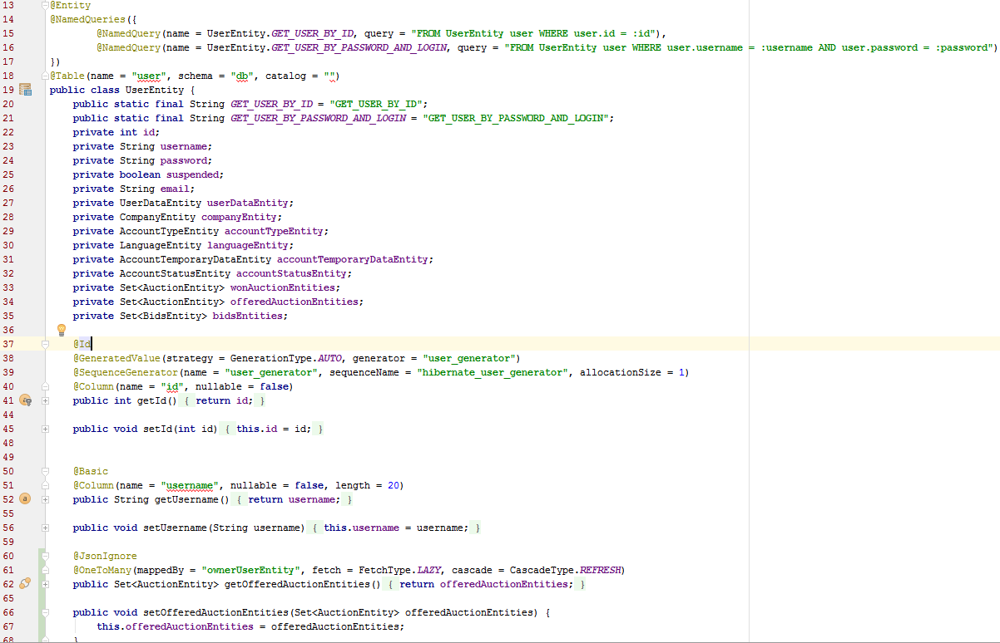 13 @Entity
14 @NamedQueries({
15 @NamedQuery(name = UserEntity.GET_USER_BY_ID, query = "FROM UserEntity user WHERE user.id = :id"),
16 @NamedQuery(name = UserEntity.GET_USER_BY_PASSWORD_AND_LOGIN, query = "FROM UserEntity user WHERE user.username = :username AND user.password = :password")
17 })
18 @Table(name = "user", schema = "db", catalog = "")
19 public class UserEntity {
20 public static final String GET_USER_BY_ID = "GET_USER_BY_ID";
21 public static final String GET_USER_BY_PASSWORD_AND_LOGIN = "GET_USER_BY_PASSWORD_AND_LOGIN";
22 private int id;
23 private String username;
24 private String password;
25 private boolean suspended;
26 private String email;
27 private UserDataEntity userDataEntity;
28 private CompanyEntity companyEntity;
29 private AccountTypeEntity accountTypeEntity;
30 private LanguageEntity languageEntity;
31 private AccountTemporaryDataEntity accountTemporaryDataEntity;
32 private AccountStatusEntity accountStatusEntity;
33 private Set<AuctionEntity> wonAuctionEntities;
34 private Set<AuctionEntity> offeredAuctionEntities;
35 private Set<BidsEntity> bidsEntities;
36
37 @Id
38 @GeneratedValue(strategy = GenerationType.AUTO, generator = "user_generator")
39 @SequenceGenerator(name = "user_generator", sequenceName = "hibernate_user_generator", allocationSize = 1)
40 @Column(name = "id", nullable = false)
41 public int getId() { return id; }
44
45 public void setId(int id) { this.id = id; }
48
49
50 @Basic
51 @Column(name = "username", nullable = false, length = 20)
52 public String getUsername() { return username; }
55
56 public void setUsername(String username) { this.username = username; }
59
60 @JsonIgnore
61 @OneToMany(mappedBy = "ownerUserEntity", fetch = FetchType.LAZY, cascade = CascadeType.REFRESH)
62 public Set<AuctionEntity> getOfferedAuctionEntities() { return offeredAuctionEntities; }
65
66 public void setOfferedAuctionEntities(Set<AuctionEntity> offeredAuctionEntities) {
67 this.offeredAuctionEntities = offeredAuctionEntities;
68 }